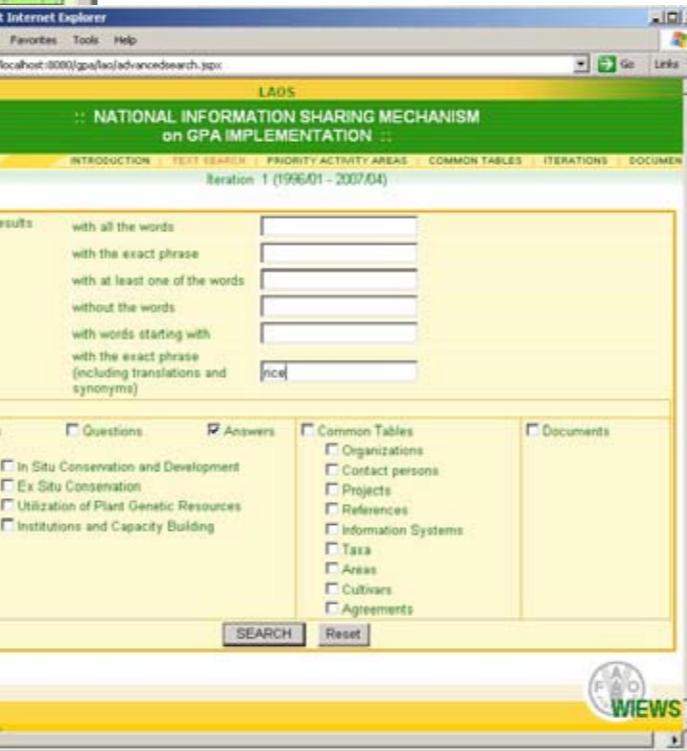 t Internet Explorer
Favorites Tools Help
localhost:8080/gpa/lao/advancedsearch.jspx Go Links
LAOS
:: NATIONAL INFORMATION SHARING MECHANISM
on GPA IMPLEMENTATION ::
INTRODUCTION | TEXT SEARCH | PRIORITY ACTIVITY AREAS | COMMON TABLES | ITERATIONS | DOCUMEN
Iteration 1 (1996/01 - 2007/04)
esults with all the words
with the exact phrase
with at least one of the words
without the words
with words starting with
with the exact phrase
(including translations and
synonyms)
rice
Questions Answers
In Situ Conservation and Development
Ex Situ Conservation
Utilization of Plant Genetic Resources
Institutions and Capacity Building
Common Tables
Organizations
Contact persons
Projects
References
Information Systems
Taxa
Areas
Cultivars
Agreements
Documents
SEARCH Reset
FAO
WIEWS